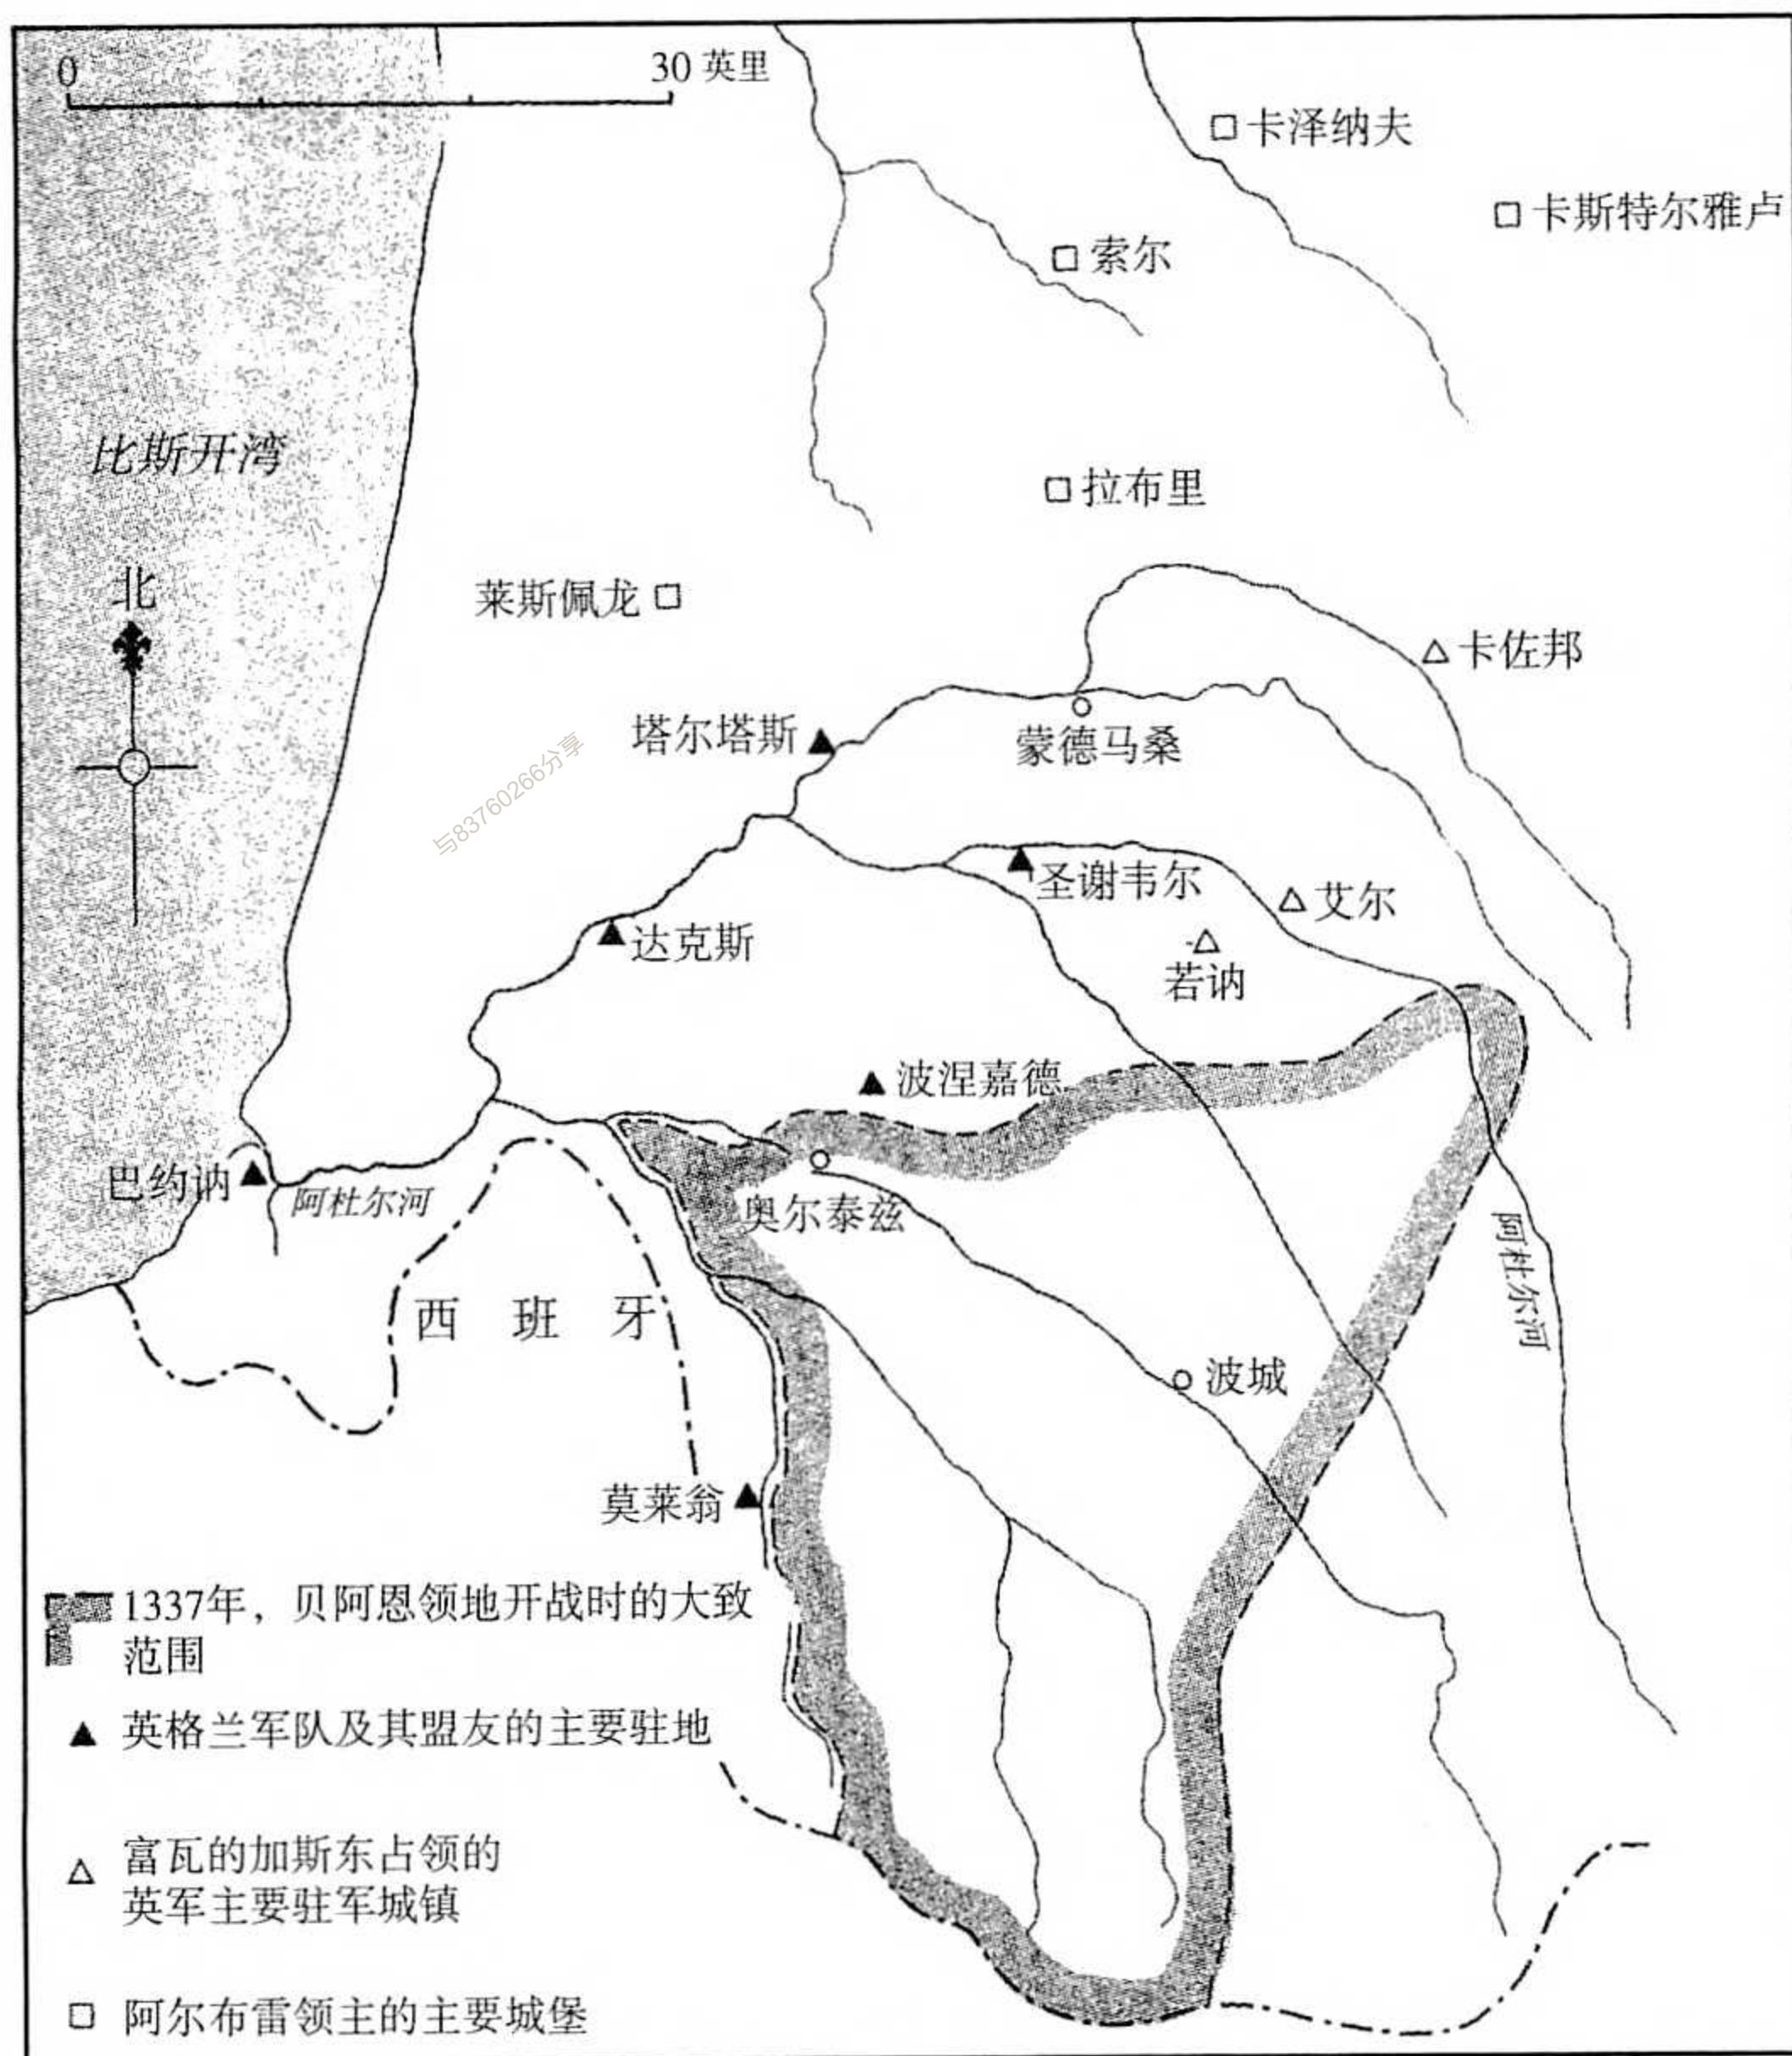 0
30 英里
卡泽纳夫
卡斯特尔雅卢
索尔
比斯开湾
拉布里
北
莱斯佩龙
卡佐邦
塔尔塔斯
蒙德马桑
与83760266分享
圣谢韦尔
艾尔
达克斯
若讷
波涅嘉德
巴约讷
阿杜尔河
奥尔泰兹
阿杜尔河
西班牙
波城
莫莱翁
1337年，贝阿恩领地开战时的大致
范围
英格兰军队及其盟友的主要驻地
富瓦的加斯东占领的
英军主要驻军城镇
阿尔布雷领主的主要城堡